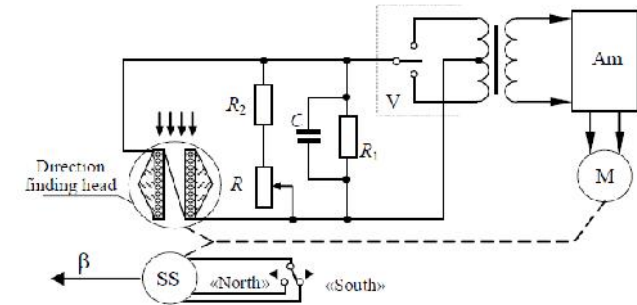 Am
V
R2
C
R1
R
Direction
finding head
M
β
SS
«North»
«South»